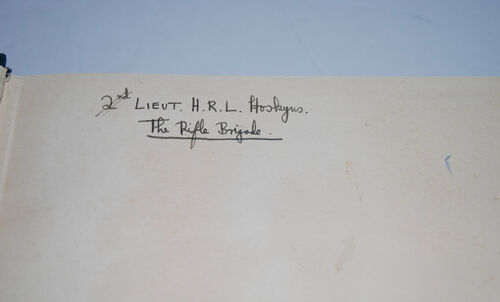 2nd LIEUT. H.R.L. Hoskyns.
The Rifle Brigade.